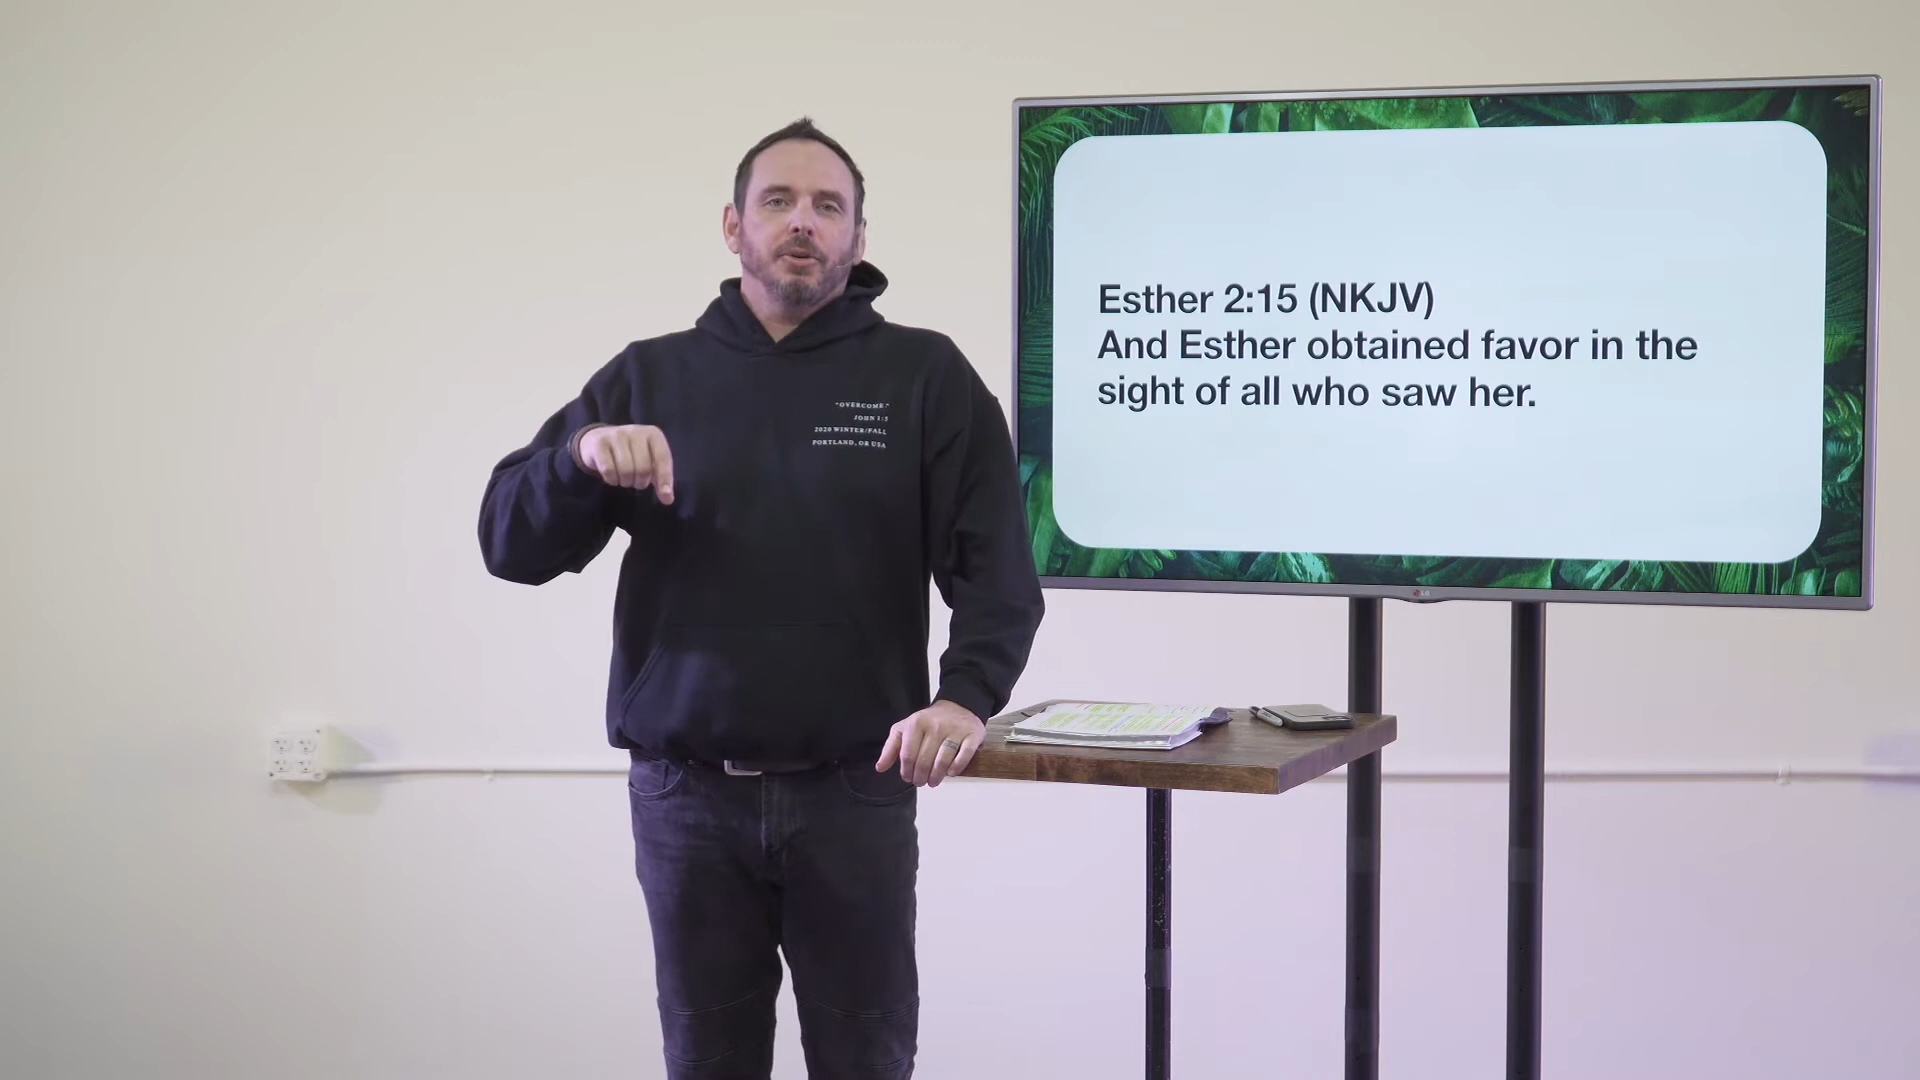 Esther 2:15 (NKJV)
And Esther obtained favor in the
sight of all who saw her.
"OVERCOME."
JOHN 1:5
2020 WINTER/FALL
PORTLAND, OR USA
LG